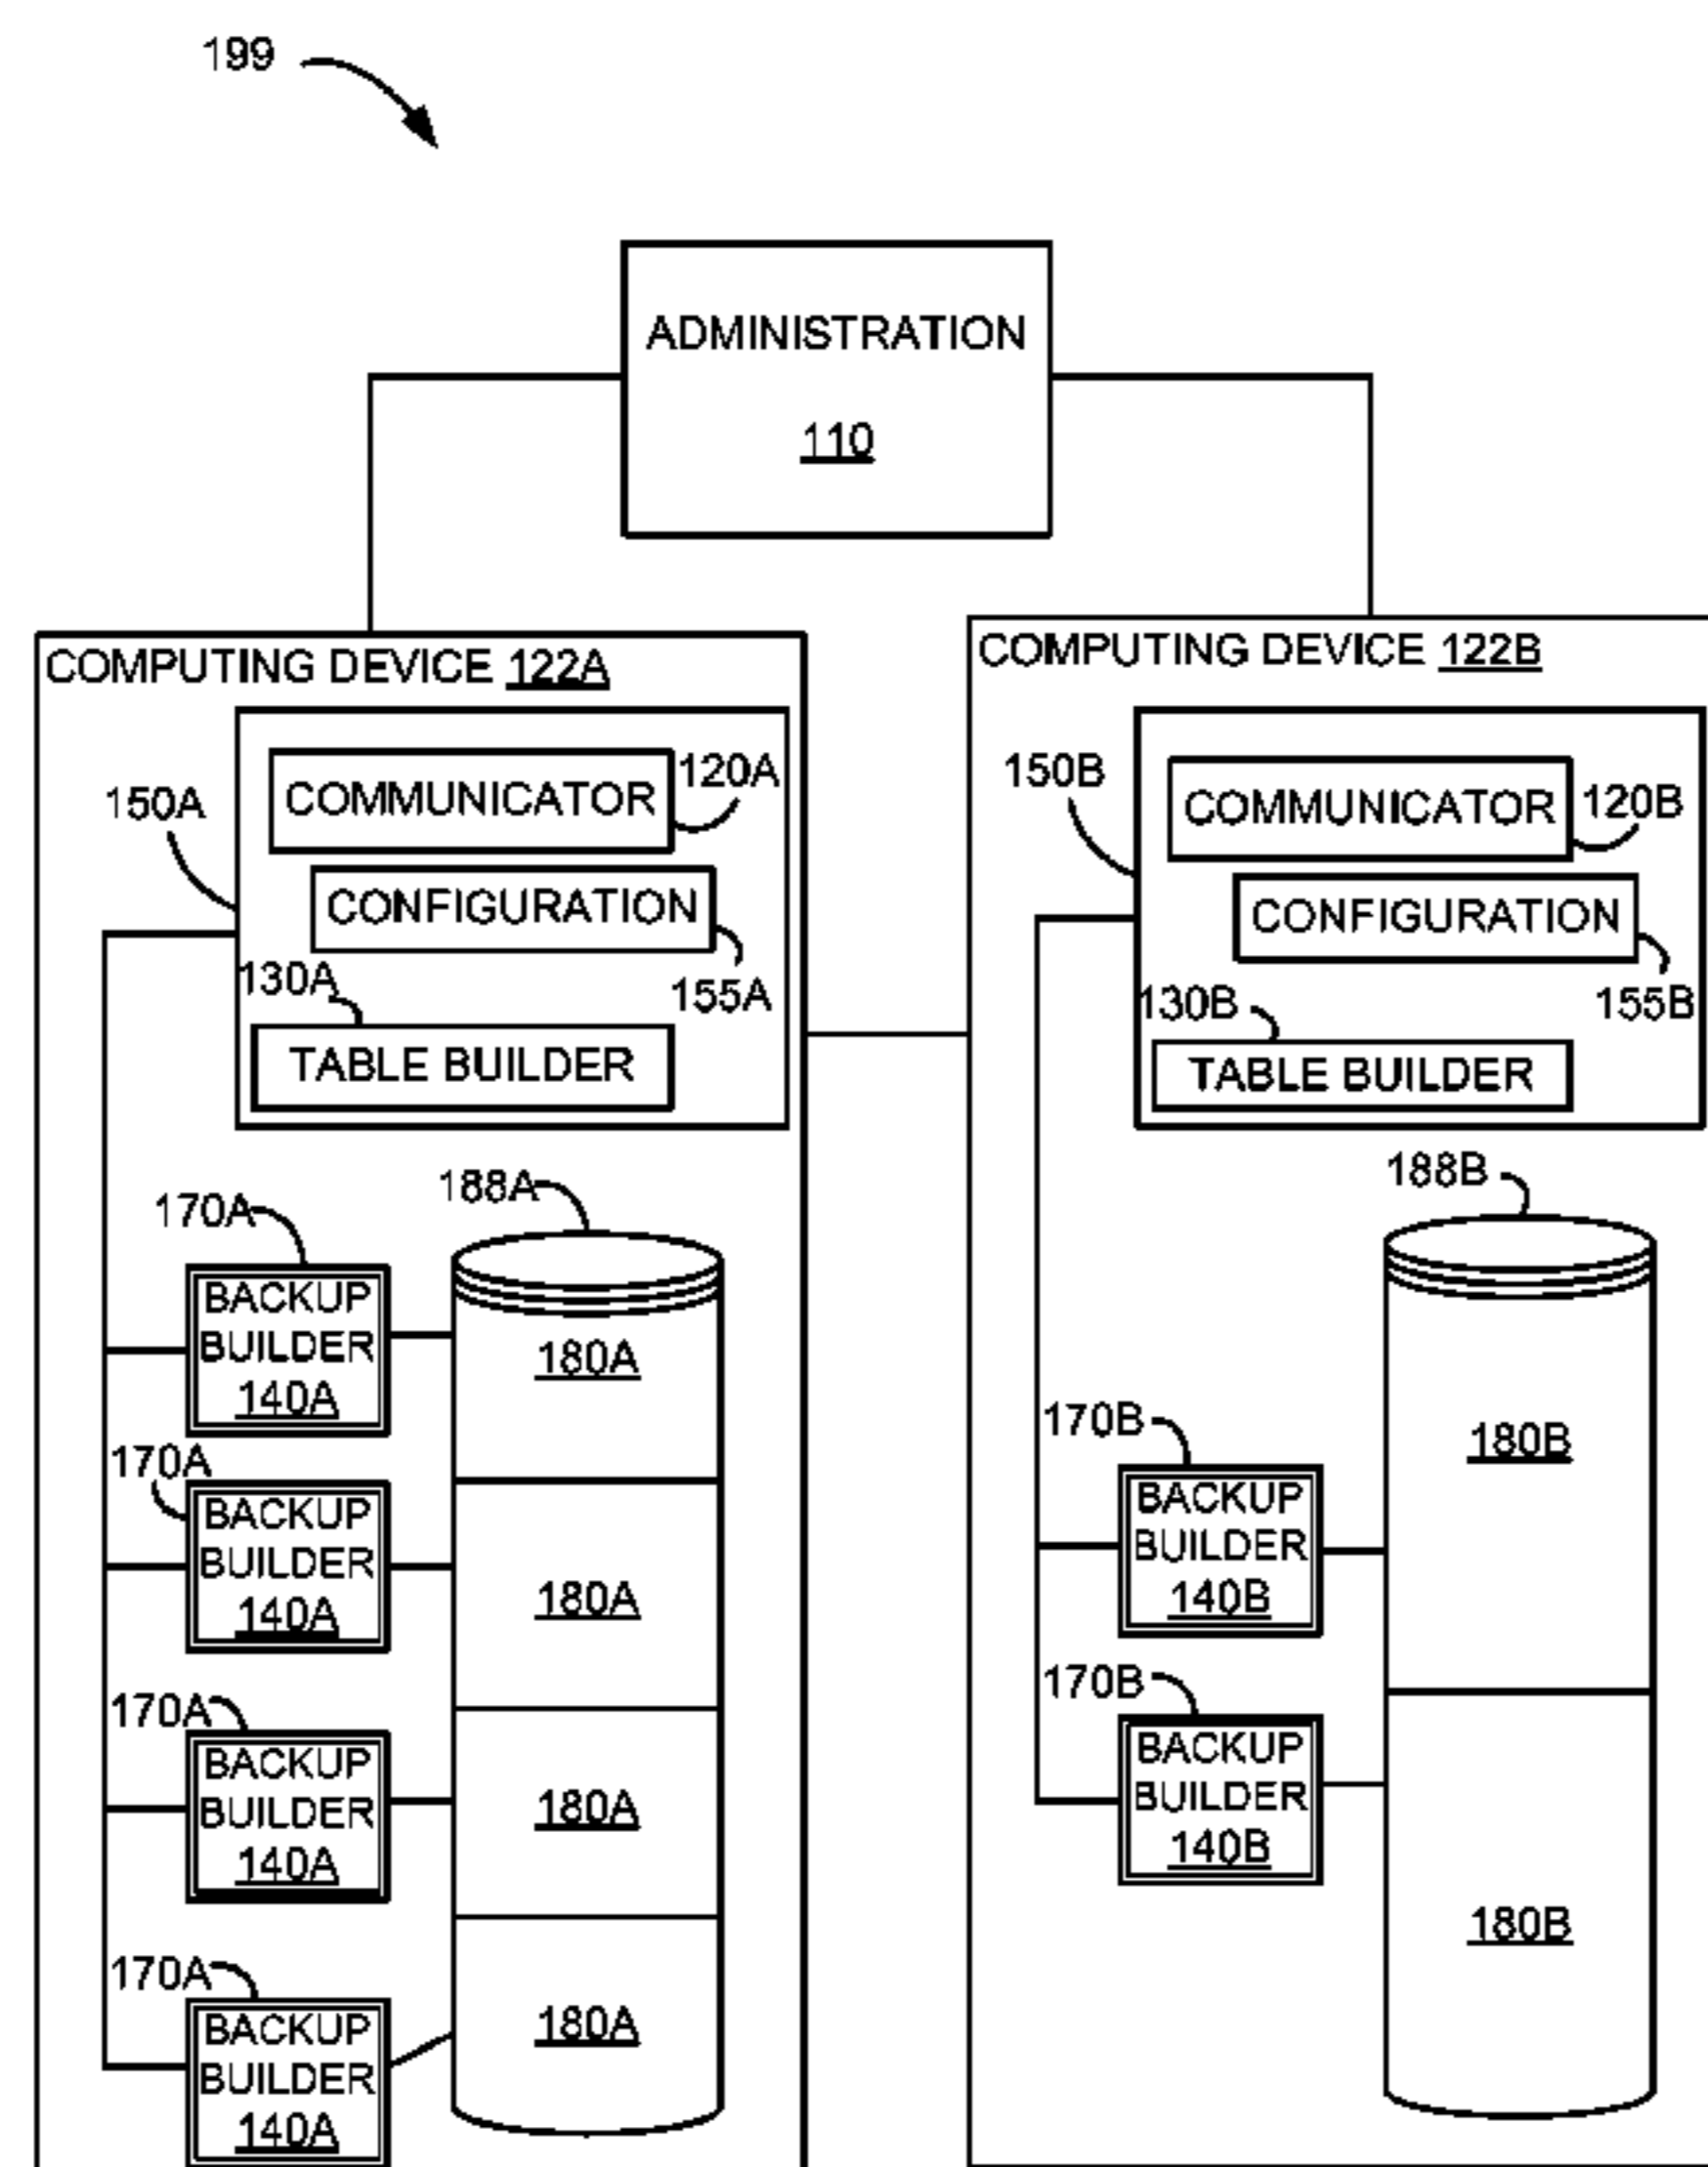 199
ADMINISTRATION
110
COMPUTING DEVICE 122A
150A
COMMUNICATOR
120A
CONFIGURATION
155A
130A
TABLE BUILDER
170A
188A
BACKUP
BUILDER
140A
180A
170A
BACKUP
BUILDER
140A
180A
170A
BACKUP
BUILDER
140A
180A
170A
BACKUP
BUILDER
140A
180A
COMPUTING DEVICE 122B
150B
COMMUNICATOR
120B
CONFIGURATION
155B
130B
TABLE BUILDER
188B
180B
170B
BACKUP
BUILDER
140B
170B
BACKUP
BUILDER
140B
180B